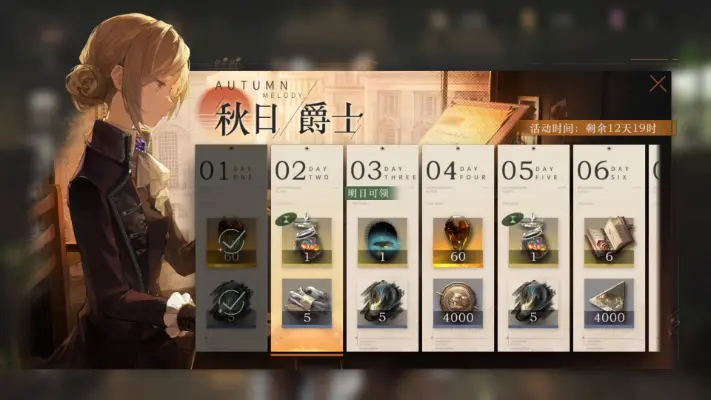 AUTUMN
MELODY
秋日/爵士
活动时间：剩余12天19时
01 DAY ONE
02 DAY TWO
03 DAY THREE
04 DAY FOUR
05 DAY FIVE
06 DAY SIX
明日可领
60
1
1
60
1
6
5
5
5
4000
5
4000